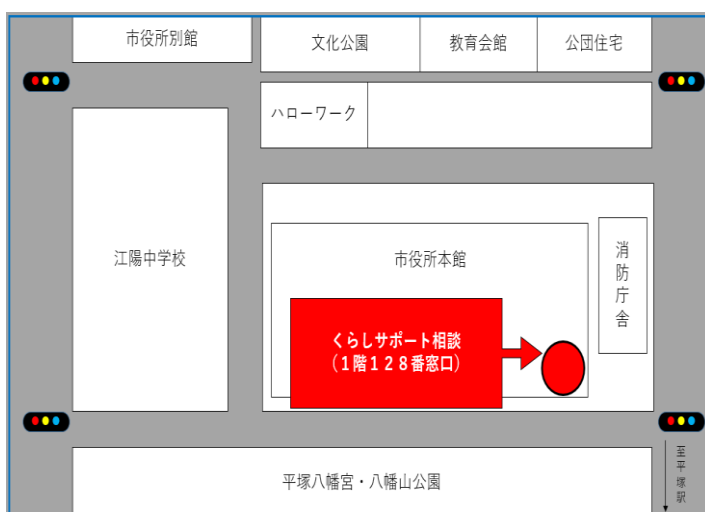 市役所別館
文化公園
教育会館
公団住宅
ハローワーク
江陽中学校
市役所本館
消防庁舎
くらしサポート相談
(1階128番窓口)
平塚八幡宮・八幡山公園
至平塚駅